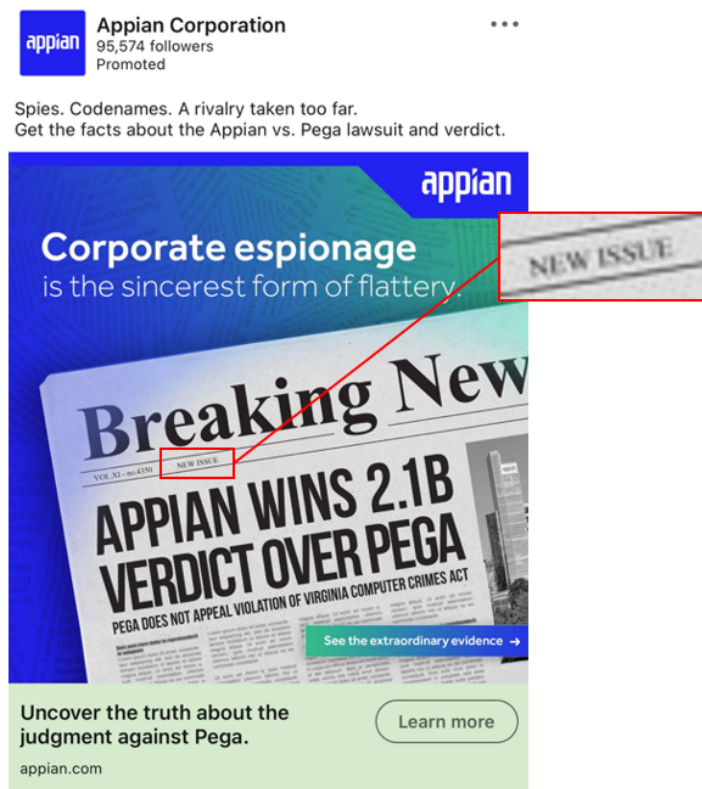 appian
Appian Corporation
95,574 followers
Promoted
Spies. Codenames. A rivalry taken too far.
Get the facts about the Appian vs. Pega lawsuit and verdict.
appian
Corporate espionage
is the sincerest form of flattery.
NEW ISSUE
Breaking New
VOL.XI - no.4350 NEW ISSUE
APPIAN WINS 2.1B
VERDICT OVER PEGA
PEGA DOES NOT APPEAL VIOLATION OF VIRGINIA COMPUTER CRIMES ACT
appian
See the extraordinary evidence →
Uncover the truth about the
judgment against Pega.
Learn more
appian.com